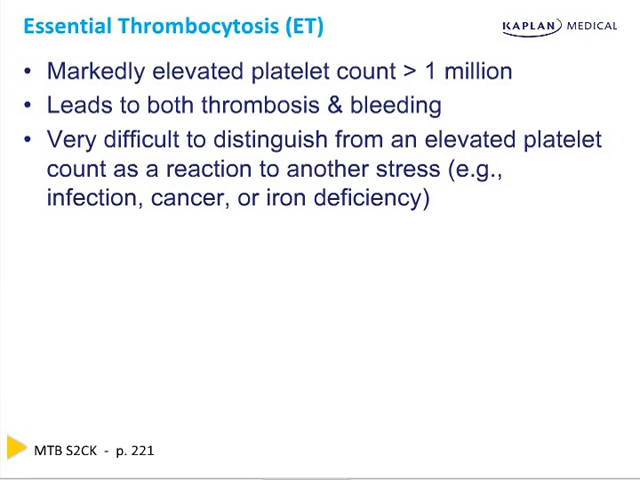 Essential Thrombocytosis (ET)
KAPLAN MEDICAL
• Markedly elevated platelet count > 1 million
• Leads to both thrombosis & bleeding
• Very difficult to distinguish from an elevated platelet
count as a reaction to another stress (e.g.,
infection, cancer, or iron deficiency)
MTB S2CK - p. 221